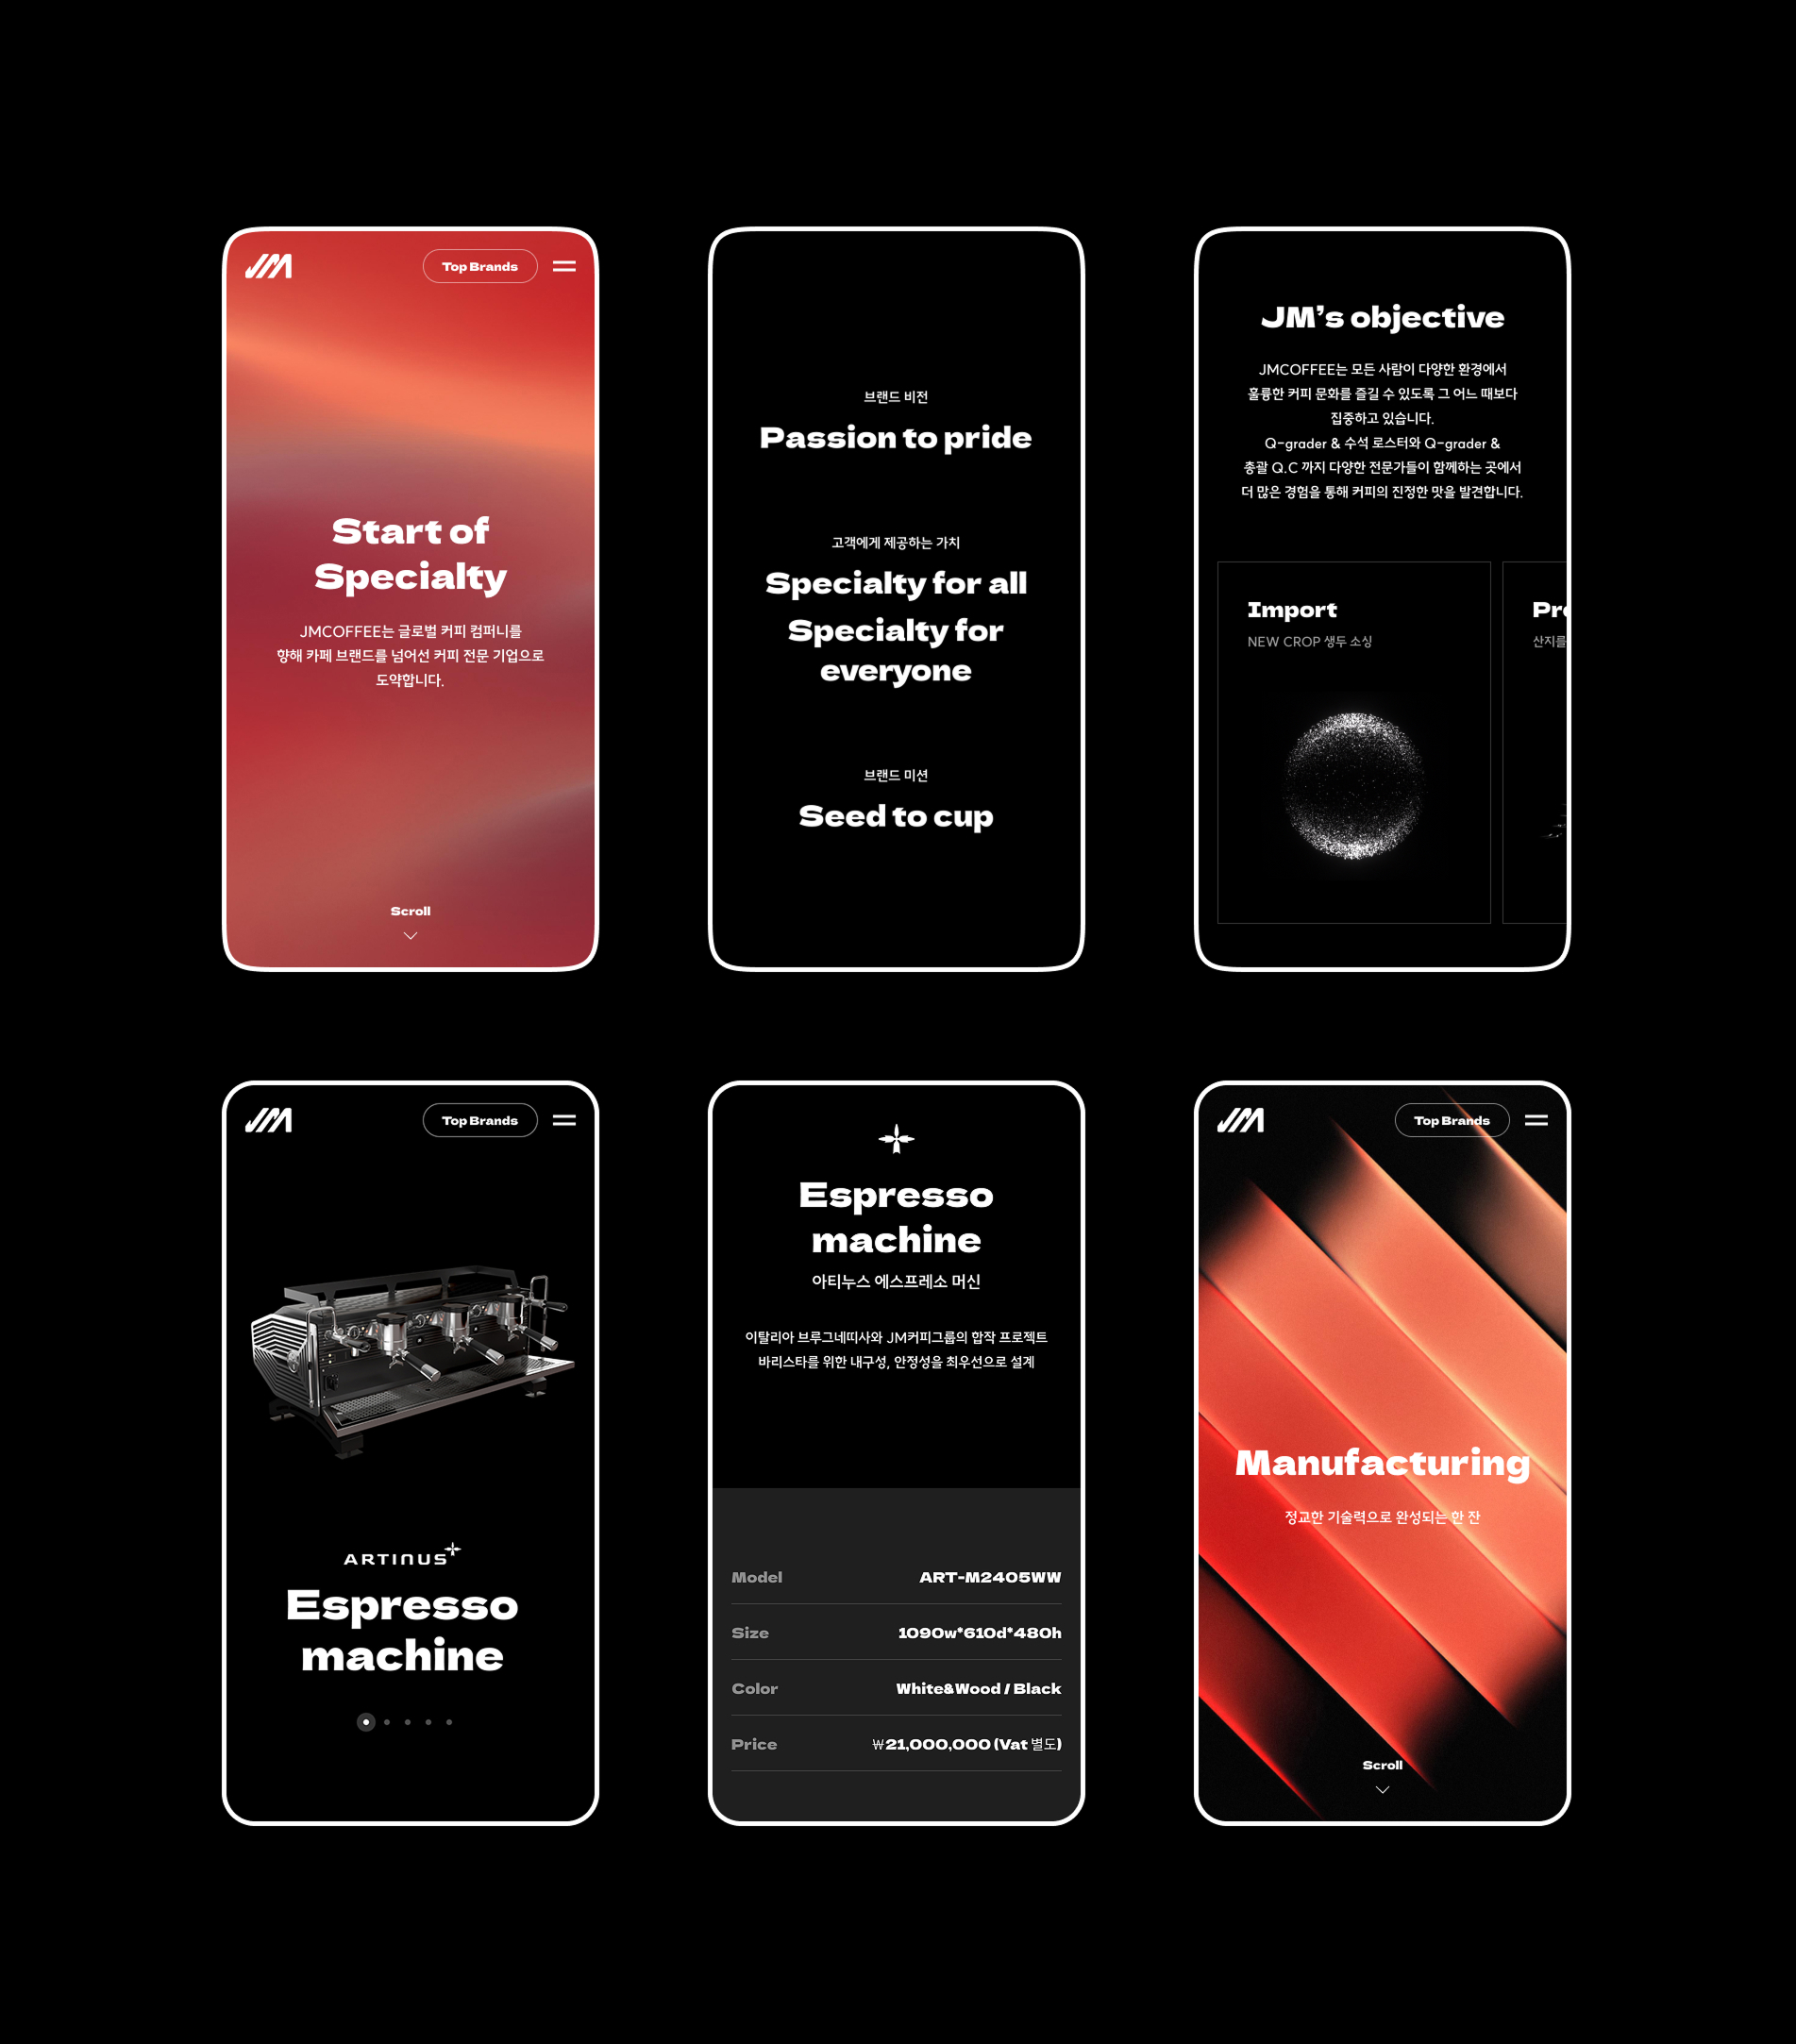 JM
Top Brands
Start of
Specialty
JMCOFFEE는 글로벌 커피 컴퍼니를
향해 카페 브랜드를 넘어선 커피 전문 기업으로
도약합니다.
Scroll
브랜드 비전
Passion to pride
고객에게 제공하는 가치
Specialty for all
Specialty for
everyone
브랜드 미션
Seed to cup
JM's objective
JMCOFFEE는 모든 사람이 다양한 환경에서
훌륭한 커피 문화를 즐길 수 있도록 그 어느 때보다
집중하고 있습니다.
Q-grader & 수석 로스터와 Q-grader &
총괄 Q.C 까지 다양한 전문가들이 함께하는 곳에서
더 많은 경험을 통해 커피의 진정한 맛을 발견합니다.
Import
NEW CROP 생두 소싱
산지를
JM
Top Brands
ARTINUS
Espresso
machine
Espresso
machine
아티누스 에스프레소 머신
이탈리아 브루그네띠사와 JM커피그룹의 합작 프로젝트
바리스타를 위한 내구성, 안정성을 최우선으로 설계
Model ART-M2405WW
Size 1090w*610d*480h
Color White&Wood / Black
Price ₩21,000,000 (Vat 별도)
JM
Top Brands
Manufacturing
정교한 기술력으로 완성되는 한 잔
Scroll